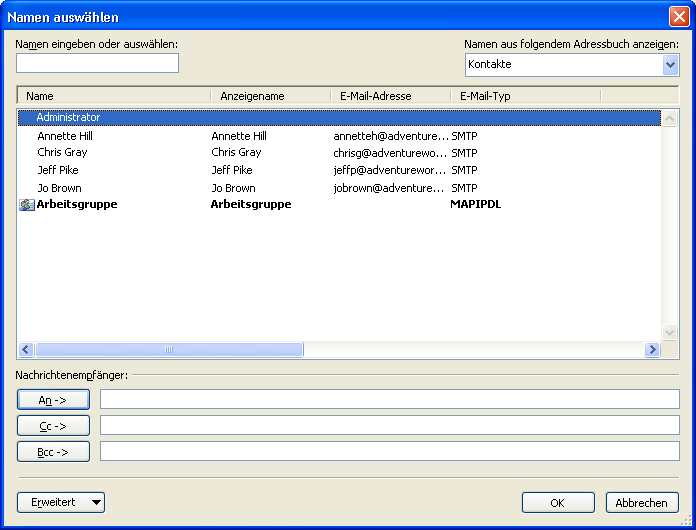 Namen auswählen
Namen eingeben oder auswählen:
Namen aus folgendem Adressbuch anzeigen:
Kontakte
Name Anzeigename E-Mail-Adresse E-Mail-Typ
Administrator
Annette Hill Annette Hill annetteh@adventure... SMTP
Chris Gray Chris Gray chrisg@adventurewo... SMTP
Jeff Pike Jeff Pike jeffp@adventurewor... SMTP
Jo Brown Jo Brown jobrown@adventure... SMTP
Arbeitsgruppe Arbeitsgruppe MAPIPDL
Nachrichtenempfänger:
An ->
Cc ->
Bcc ->
Erweitert OK Abbrechen